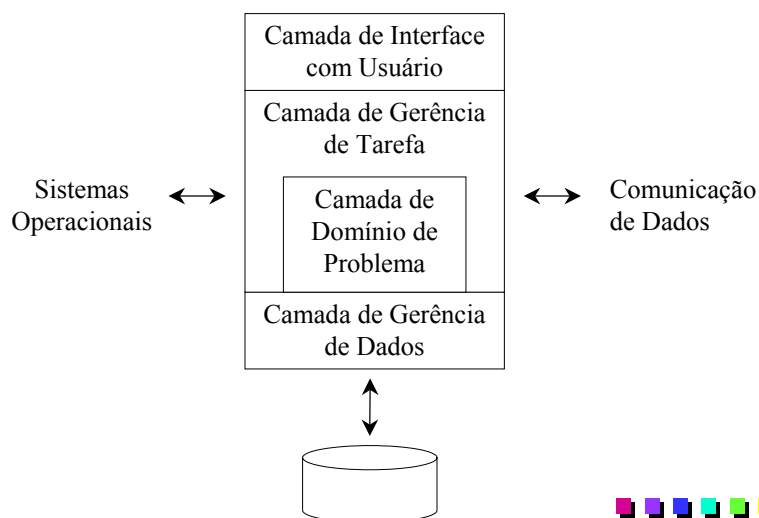 Camada de Interface
com Usuário
Camada de Gerência
de Tarefa
Sistemas
Operacionais
Camada de
Domínio de
Problema
Comunicação
de Dados
Camada de Gerência
de Dados